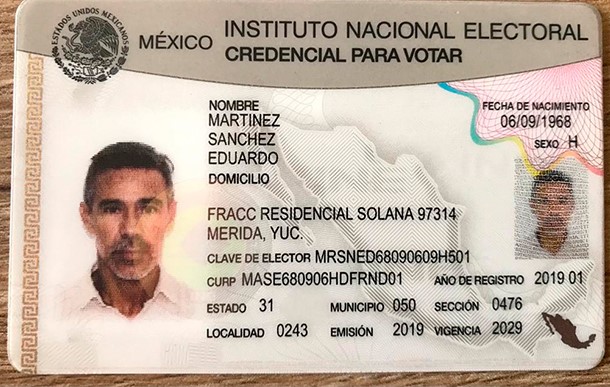 ESTADOS UNIDOS MEXICANOS
MÉXICO INSTITUTO NACIONAL ELECTORAL
CREDENCIAL PARA VOTAR
NOMBRE
MARTINEZ
SANCHEZ
EDUARDO
FECHA DE NACIMIENTO
06/09/1968
SEXO H
DOMICILIO
FRACC RESIDENCIAL SOLANA 97314
MERIDA, YUC.
CLAVE DE ELECTOR MRSNED68090609H501
CURP MASE680906HDFRND01 AÑO DE REGISTRO 2019 01
ESTADO 31 MUNICIPIO 050 SECCIÓN 0476
LOCALIDAD 0243 EMISIÓN 2019 VIGENCIA 2029